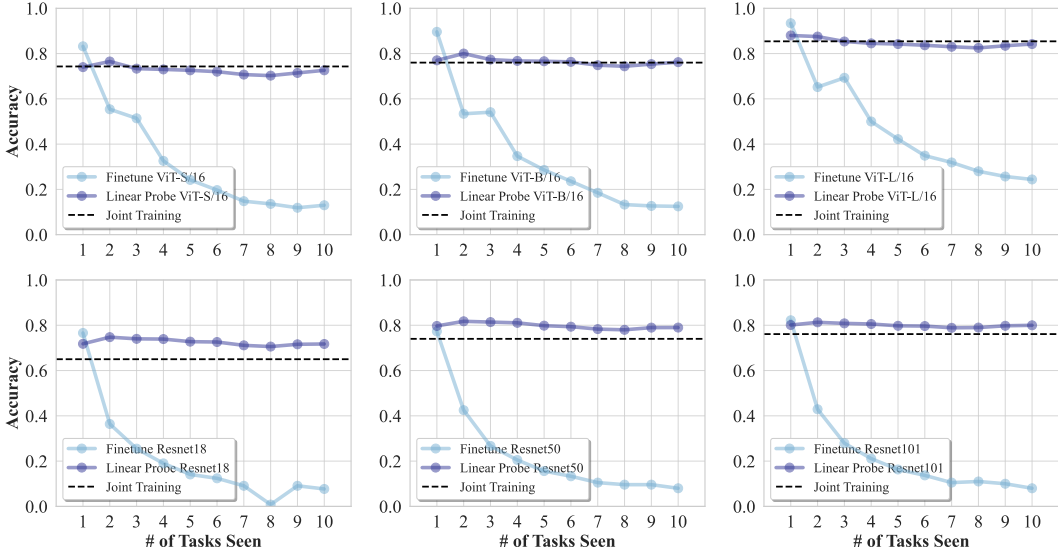 1.0
0.8
0.6
0.4
0.2
0.0
Accuracy
Finetune ViT-S/16
Linear Probe ViT-S/16
Joint Training
1 2 3 4 5 6 7 8 9 10
1.0
0.8
0.6
0.4
0.2
0.0
Finetune ViT-B/16
Linear Probe ViT-B/16
Joint Training
1 2 3 4 5 6 7 8 9 10
1.0
0.8
0.6
0.4
0.2
0.0
Finetune ViT-L/16
Linear Probe ViT-L/16
Joint Training
1 2 3 4 5 6 7 8 9 10
1.0
0.8
0.6
0.4
0.2
0.0
Accuracy
Finetune Resnet18
Linear Probe Resnet18
Joint Training
1 2 3 4 5 6 7 8 9 10
# of Tasks Seen
1.0
0.8
0.6
0.4
0.2
0.0
Finetune Resnet50
Linear Probe Resnet50
Joint Training
1 2 3 4 5 6 7 8 9 10
# of Tasks Seen
1.0
0.8
0.6
0.4
0.2
0.0
Finetune Resnet101
Linear Probe Resnet101
Joint Training
1 2 3 4 5 6 7 8 9 10
# of Tasks Seen